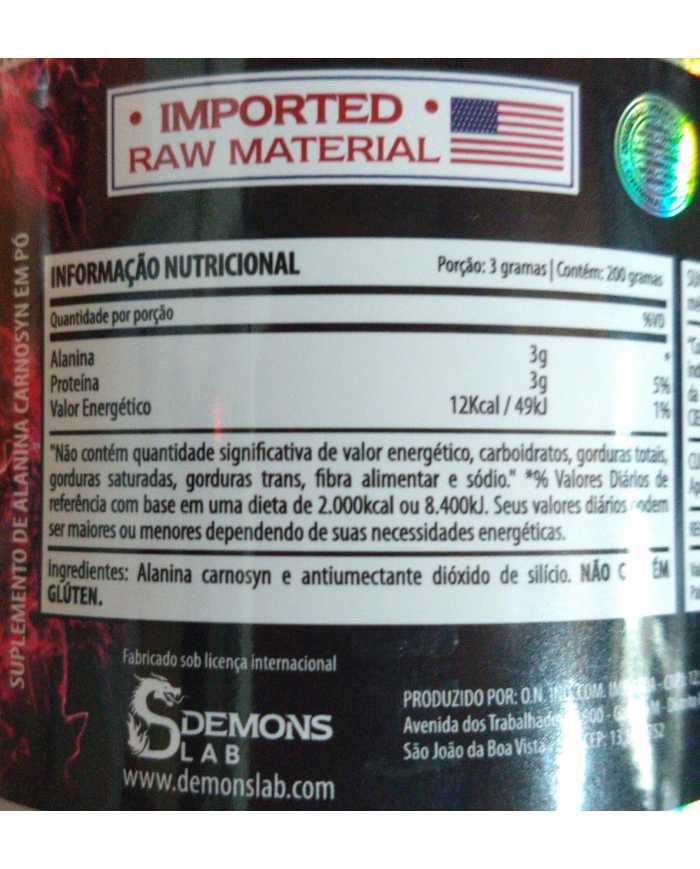 • IMPORTED •
RAW MATERIAL
SUPLEMENTO DE ALANINA CARNOSYN EM PÓ
INFORMAÇÃO NUTRICIONAL Porção: 3 gramas | Contém: 200 gramas
Quantidade por porção %VD
Alanina 3g *
Proteína 3g 5%
Valor Energético 12Kcal / 49kJ 1%
"Não contém quantidade significativa de valor energético, carboidratos, gorduras totais,
gorduras saturadas, gorduras trans, fibra alimentar e sódio." *% Valores Diários de
referência com base em uma dieta de 2.000kcal ou 8.400kJ. Seus valores diários podem
ser maiores ou menores dependendo de suas necessidades energéticas.
Ingredientes: Alanina carnosyn e antiumectante dióxido de silício. NÃO
GLÚTEN.
Fabricado sob licença internacional
DEMONS
LAB
www.demonslab.com
PRODUZIDO POR: O.N. COM.
Avenida dos
São João da Boa Vista